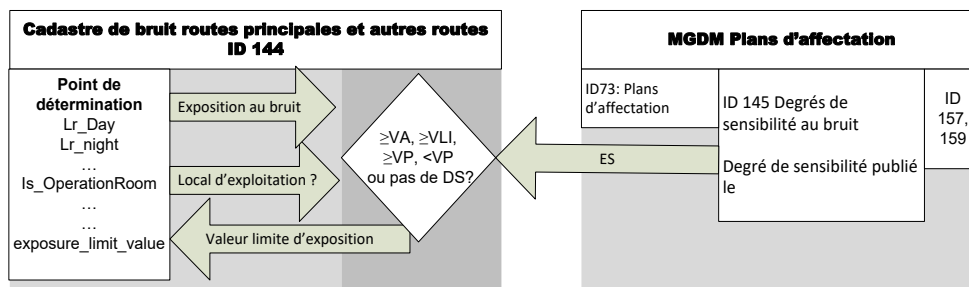 Cadastre de bruit routes principales et autres routes
ID 144
Point de
détermination
Lr_Day
Lr_night
...
Is_OperationRoom
...
...
exposure_limit_value
Exposition au bruit
Local d'exploitation ?
Valeur limite d'exposition
≥VA, ≥VLI,
≥VP, <VP
ou pas de DS?
MGDM Plans d'affectation
ID73: Plans
d'affectation
ID 145 Degrés de
sensibilité au bruit
Degré de sensibilité publié
le
ID
157,
159
ES